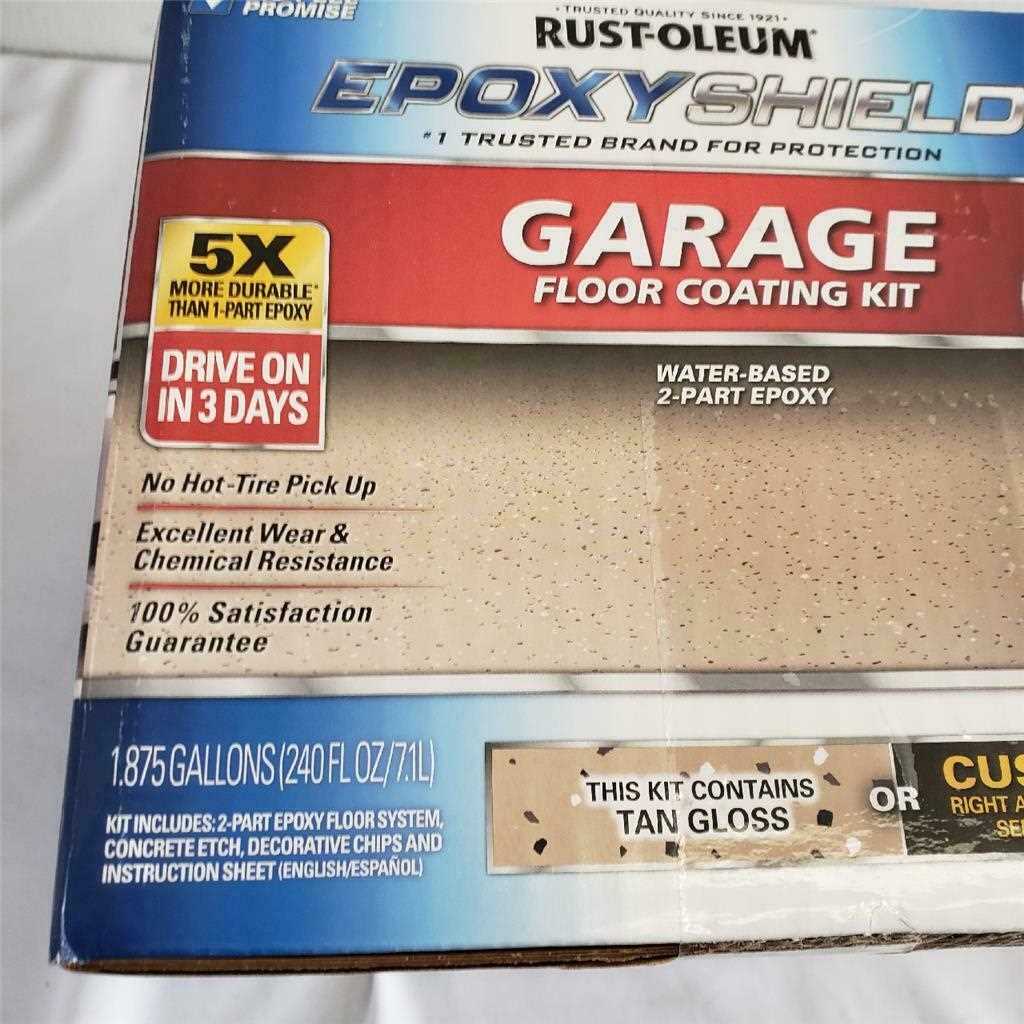 PROMISE
• TRUSTED QUALITY SINCE 1921 •
RUST-OLEUM®
EPOXYSHIELD
#1 TRUSTED BRAND FOR PROTECTION
GARAGE
FLOOR COATING KIT
5X
MORE DURABLE*
THAN 1-PART EPOXY
DRIVE ON
IN 3 DAYS
WATER-BASED
2-PART EPOXY
No Hot-Tire Pick Up
Excellent Wear &
Chemical Resistance
100% Satisfaction
Guarantee
1.875 GALLONS (240 FL OZ/7.1L)
KIT INCLUDES: 2-PART EPOXY FLOOR SYSTEM,
CONCRETE ETCH, DECORATIVE CHIPS AND
INSTRUCTION SHEET (ENGLISH/ESPAÑOL)
THIS KIT CONTAINS
TAN GLOSS
OR
RIGHT